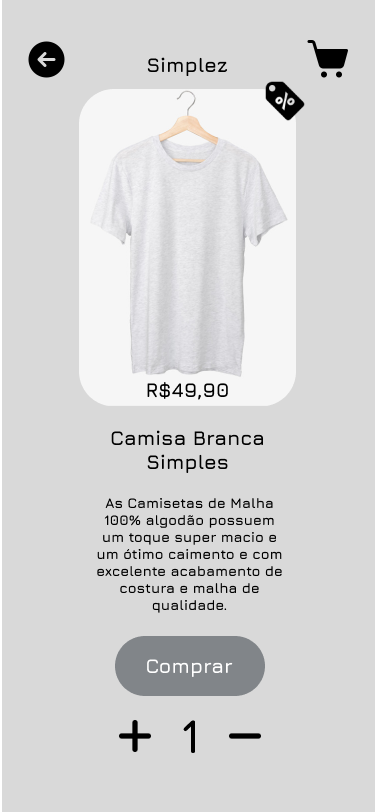 Simplez
%
R$49,90
Camisa Branca
Simples
As Camisetas de Malha
100% algodão possuem
um toque super macio e
um ótimo caimento e com
excelente acabamento de
costura e malha de
qualidade.
Comprar
+ 1 −